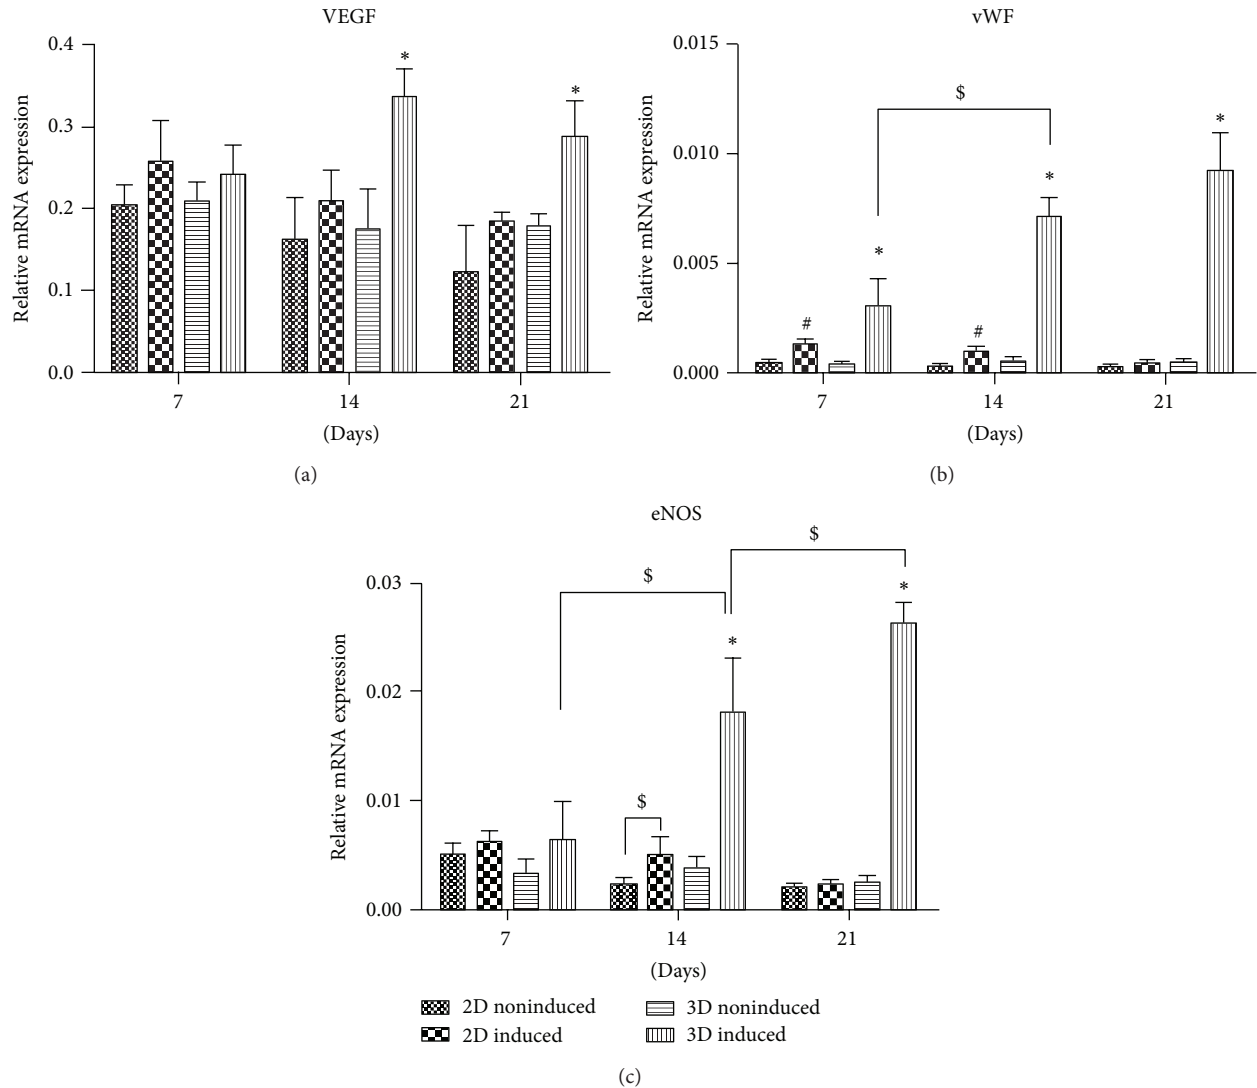 VEGF
0.4
0.3
0.2
0.1
0.0
Relative mRNA expression
* *
7 14 21
(Days)
(a)
vWF
0.015
0.010
0.005
0.000
Relative mRNA expression
$
* * *
# #
7 14 21
(Days)
(b)
eNOS
0.03
0.02
0.01
0.00
Relative mRNA expression
$ $
* *
$
7 14 21
(Days)
2D noninduced
2D induced
3D noninduced
3D induced
(c)